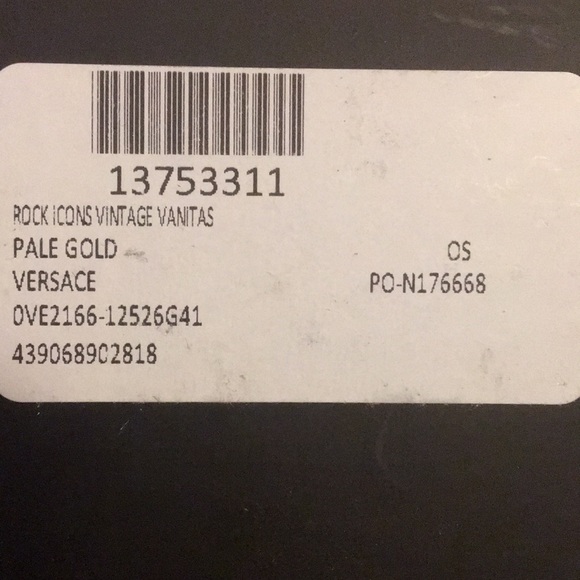 13753311
ROCK ICONS VINTAGE VANITAS
PALE GOLD OS
VERSACE PO-N176668
0VE2166-12526G41
439068902818